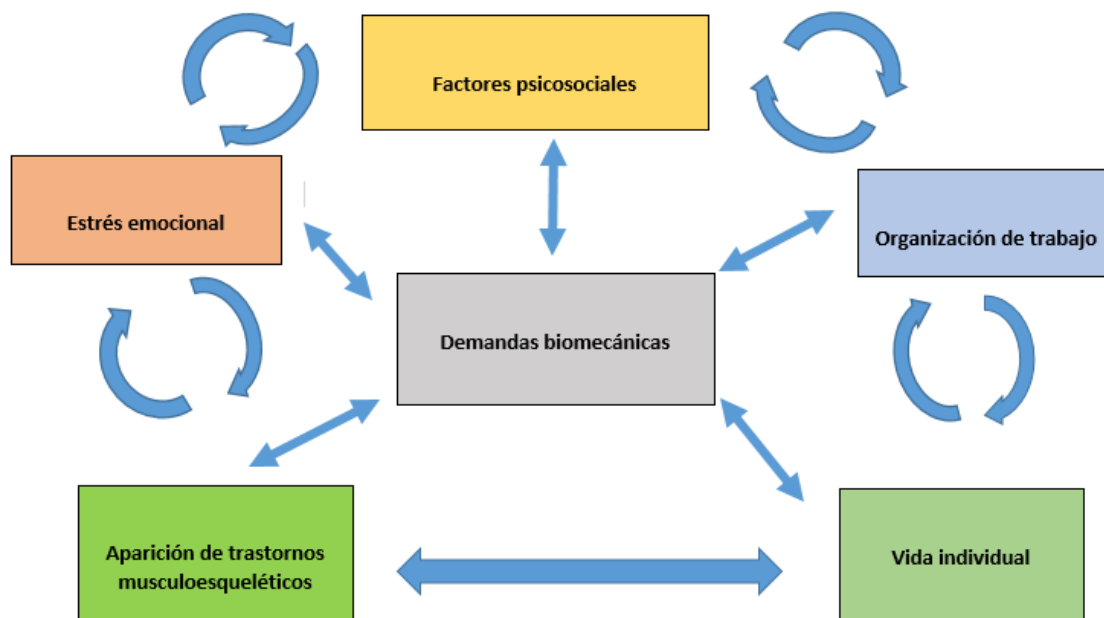 Factores psicosociales
Estrés emocional
Organización de trabajo
Demandas biomecánicas
Aparición de trastornos
musculoesqueléticos
Vida individual